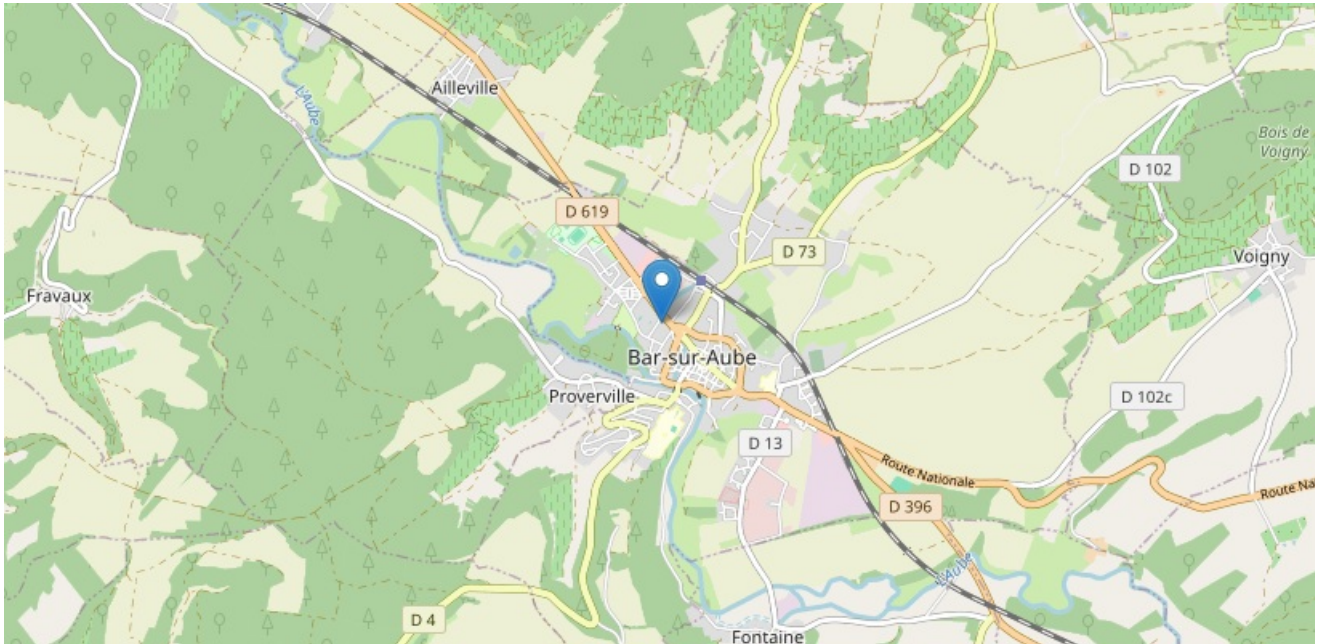 Ailleville
L'Aube
Bois de
Voigny
D 102
D 619
D 73
Voigny
Fravaux
Bar-sur-Aube
Proverville
D 102c
D 13
Route Nationale
Route Na
D 396
L'Aube
D 4
Fontaine